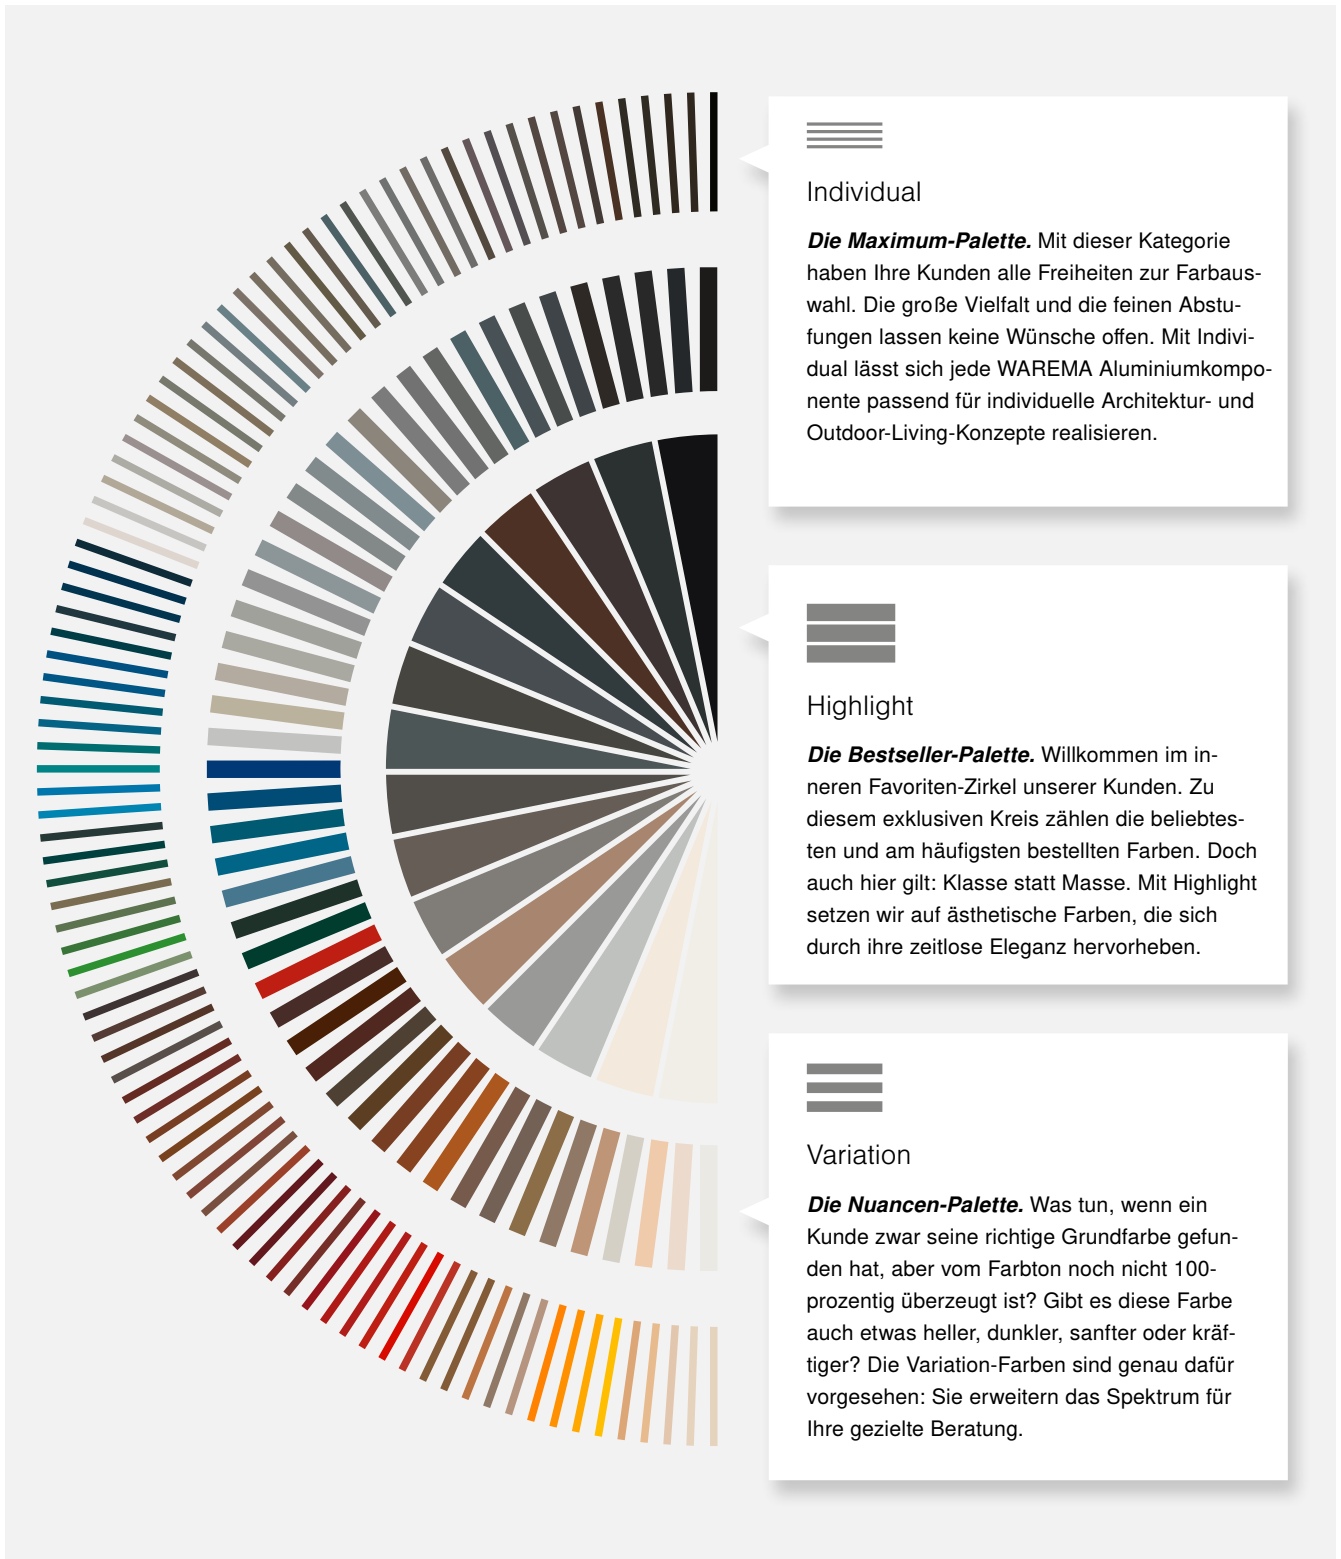 Individual
Die Maximum-Palette. Mit dieser Kategorie
haben Ihre Kunden alle Freiheiten zur Farbaus-
wahl. Die große Vielfalt und die feinen Abstu-
fungen lassen keine Wünsche offen. Mit Indivi-
dual lässt sich jede WAREMA Aluminiumkompo-
nente passend für individuelle Architektur- und
Outdoor-Living-Konzepte realisieren.
Highlight
Die Bestseller-Palette. Willkommen im in-
neren Favoriten-Zirkel unserer Kunden. Zu
diesem exklusiven Kreis zählen die beliebtes-
ten und am häufigsten bestellten Farben. Doch
auch hier gilt: Klasse statt Masse. Mit Highlight
setzen wir auf ästhetische Farben, die sich
durch ihre zeitlose Eleganz hervorheben.
Variation
Die Nuancen-Palette. Was tun, wenn ein
Kunde zwar seine richtige Grundfarbe gefun-
den hat, aber vom Farbton noch nicht 100-
prozentig überzeugt ist? Gibt es diese Farbe
auch etwas heller, dunkler, sanfter oder kräf-
tiger? Die Variation-Farben sind genau dafür
vorgesehen: Sie erweitern das Spektrum für
Ihre gezielte Beratung.